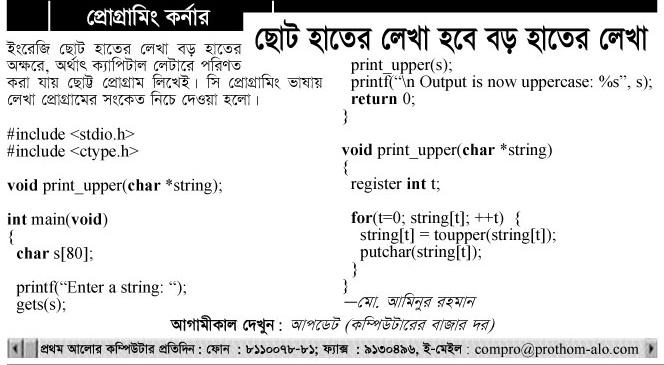 প্রোগ্রামিং কর্নার
ছোট হাতের লেখা হবে বড় হাতের লেখা
ইংরেজি ছোট হাতের লেখা বড় হাতের
অক্ষরে, অর্থাৎ ক্যাপিটাল লেটারে পরিণত
করা যায় ছোট্ট প্রোগ্রাম লিখেই। সি প্রোগ্রামিং ভাষায়
লেখা প্রোগ্রামের সংকেত নিচে দেওয়া হলো।
#include <stdio.h>
#include <ctype.h>
void print_upper(char *string);
int main(void)
{
char s[80];
printf(“Enter a string: “);
gets(s);
print_upper(s);
printf(“\n Output is now uppercase: %s”, s);
return 0;
}
void print_upper(char *string)
{
register int t;
for(t=0; string[t]; ++t) {
string[t] = toupper(string[t]);
putchar(string[t]);
}
}
—মো. আমিনুর রহমান
আগামীকাল দেখুন : আপডেট (কম্পিউটারের বাজার দর)
প্রথম আলোর কম্পিউটার প্রতিদিন : ফোন : ৮১১০০৭৮-৮১; ফ্যাক্স : ৯১৩০৪৯৬, ই-মেইল : compro@prothom-alo.com